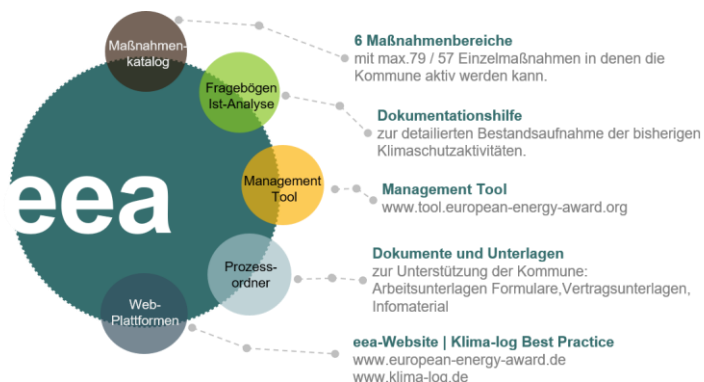 Maßnahmen-
katalog
6 Maßnahmenbereiche
mit max.79 / 57 Einzelmaßnahmen in denen die
Kommune aktiv werden kann.
Fragebögen
Ist-Analyse
Dokumentationshilfe
zur detailierten Bestandsaufnahme der bisherigen
Klimaschutzaktivitäten.
eea
Management
Tool
Management Tool
www.tool.european-energy-award.org
Prozess-
ordner
Dokumente und Unterlagen
zur Unterstützung der Kommune:
Arbeitsunterlagen Formulare,Vertragsunterlagen,
Infomaterial
Web-
Plattformen
eea-Website | Klima-log Best Practice
www.european-energy-award.de
www.klima-log.de